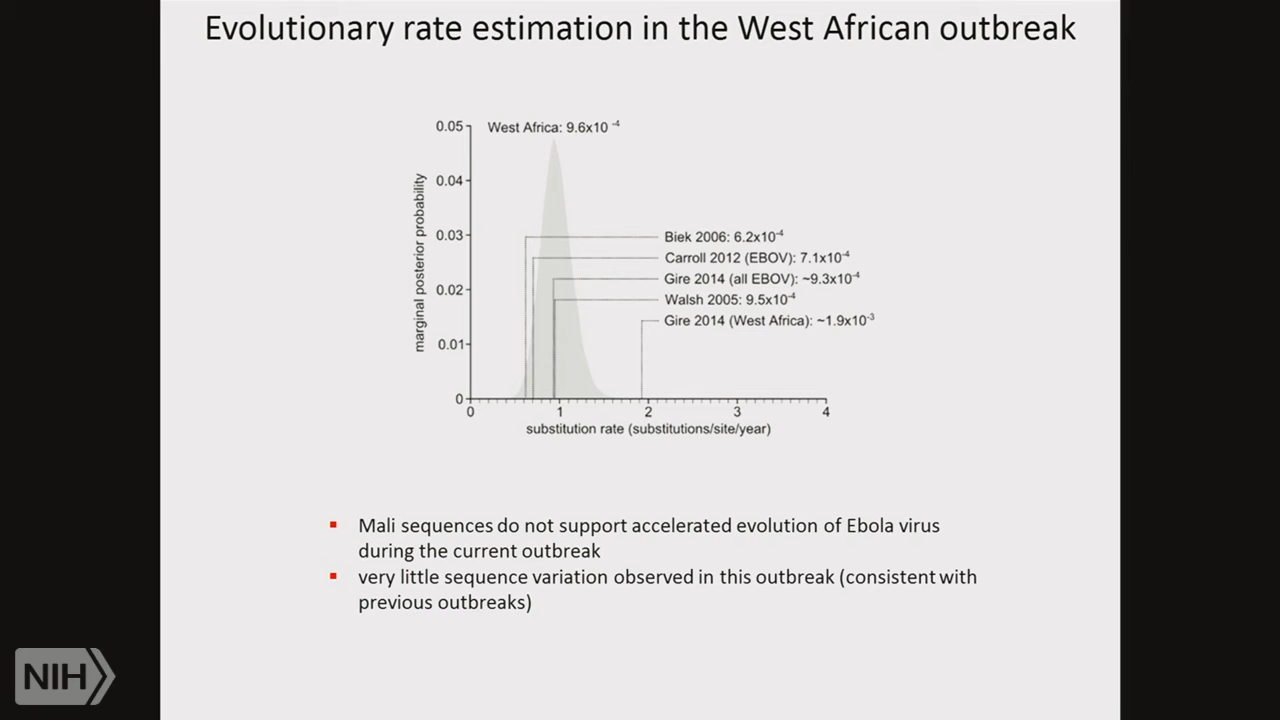 Evolutionary rate estimation in the West African outbreak
0.05
West Africa: 9.6x10 -4
0.04
0.03
0.02
0.01
0
marginal posterior probability
Biek 2006: 6.2x10-4
Carroll 2012 (EBOV): 7.1x10-4
Gire 2014 (all EBOV): ~9.3x10-4
Walsh 2005: 9.5x10-4
Gire 2014 (West Africa): ~1.9x10-3
0 1 2 3 4
substitution rate (substitutions/site/year)
▪ Mali sequences do not support accelerated evolution of Ebola virus
during the current outbreak
▪ very little sequence variation observed in this outbreak (consistent with
previous outbreaks)
NIH